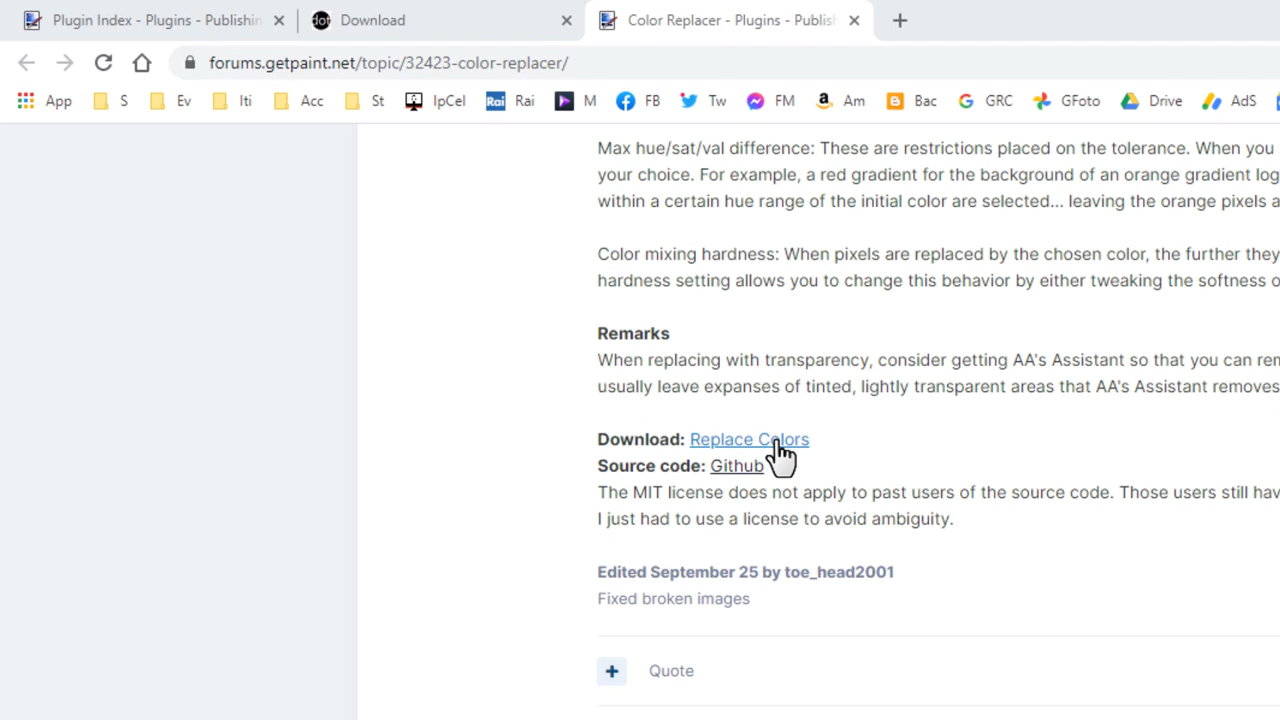 Plugin Index - Plugins - Publishin
dot Download
Color Replacer - Plugins - Publish
forums.getpaint.net/topic/32423-color-replacer/
App S Ev Iti Acc St IpCel Rai Rai M FB Tw FM a Am Bac G GRC GFoto Drive AdS
Max hue/sat/val difference: These are restrictions placed on the tolerance. When you
your choice. For example, a red gradient for the background of an orange gradient log
within a certain hue range of the initial color are selected... leaving the orange pixels a
Color mixing hardness: When pixels are replaced by the chosen color, the further they
hardness setting allows you to change this behavior by either tweaking the softness o
Remarks
When replacing with transparency, consider getting AA's Assistant so that you can rem
usually leave expanses of tinted, lightly transparent areas that AA's Assistant removes
Download: Replace Colors
Source code: Github
The MIT license does not apply to past users of the source code. Those users still hav
I just had to use a license to avoid ambiguity.
Edited September 25 by toe_head2001
Fixed broken images
+ Quote